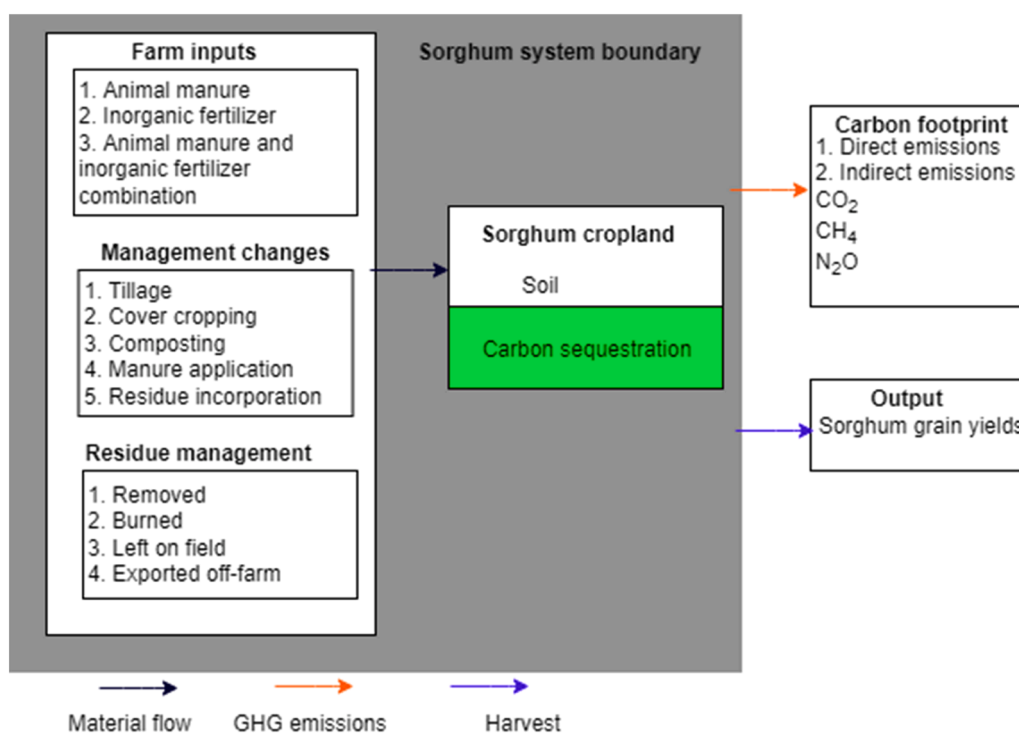 Farm inputs
1. Animal manure
2. Inorganic fertilizer
3. Animal manure and
inorganic fertilizer
combination
Management changes
1. Tillage
2. Cover cropping
3. Composting
4. Manure application
5. Residue incorporation
Residue management
1. Removed
2. Burned
3. Left on field
4. Exported off-farm
Sorghum system boundary
Sorghum cropland
Soil
Carbon sequestration
Carbon footprint
1. Direct emissions
2. Indirect emissions
CO₂
CH₄
N₂O
Output
Sorghum grain yields
Material flow
GHG emissions
Harvest